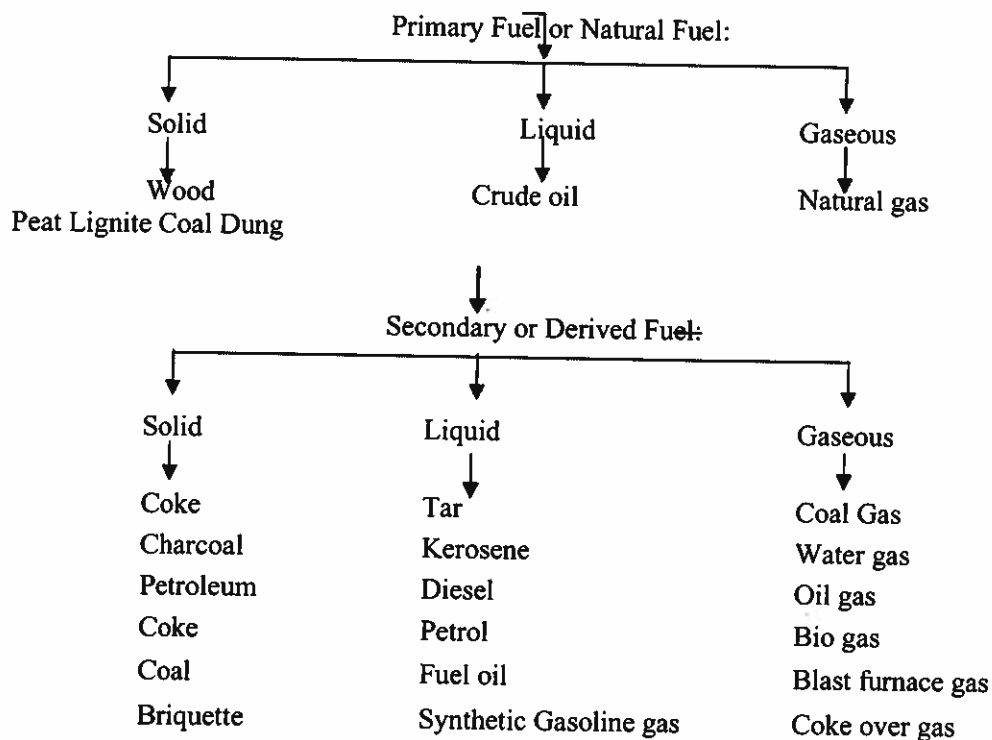 Primary Fuel or Natural Fuel:
Solid
Liquid
Gaseous
Wood
Peat Lignite Coal Dung
Crude oil
Natural gas
Secondary or Derived Fuel:
Solid
Liquid
Gaseous
Coke
Charcoal
Petroleum
Coke
Coal
Briquette
Tar
Kerosene
Diesel
Petrol
Fuel oil
Synthetic Gasoline gas
Coal Gas
Water gas
Oil gas
Bio gas
Blast furnace gas
Coke over gas